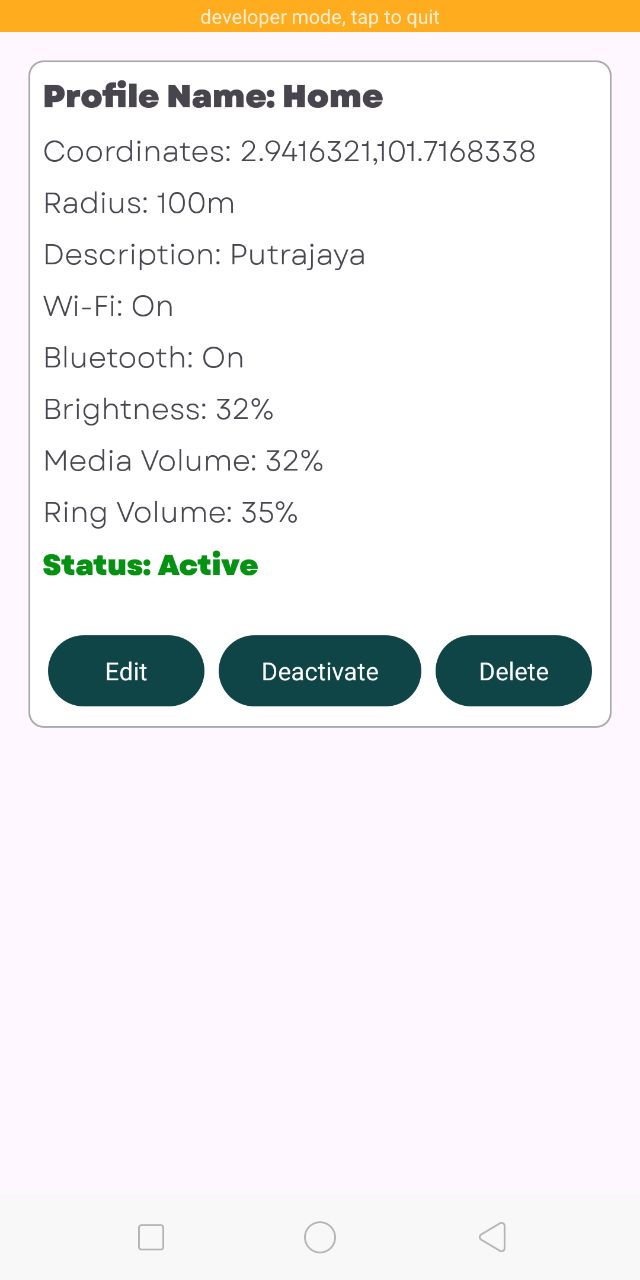 developer mode, tap to quit
Profile Name: Home
Coordinates: 2.9416321,101.7168338
Radius: 100m
Description: Putrajaya
Wi-Fi: On
Bluetooth: On
Brightness: 32%
Media Volume: 32%
Ring Volume: 35%
Status: Active
Edit Deactivate Delete